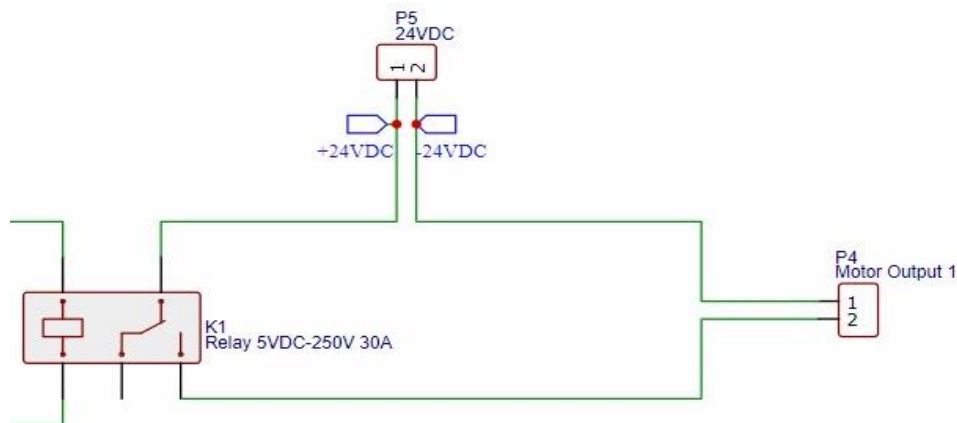 P5
24VDC
1
2
+24VDC
-24VDC
P4
Motor Output 1
1
2
K1
Relay 5VDC-250V 30A